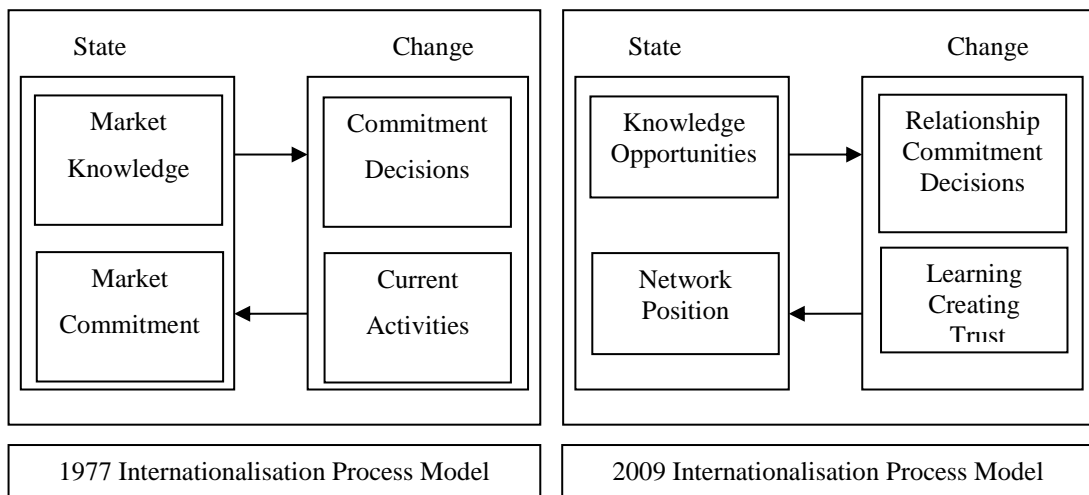 State
Change
Market
Knowledge
Commitment
Decisions
Market
Commitment
Current
Activities
1977 Internationalisation Process Model
State
Change
Knowledge
Opportunities
Relationship
Commitment
Decisions
Network
Position
Learning
Creating
Trust
2009 Internationalisation Process Model